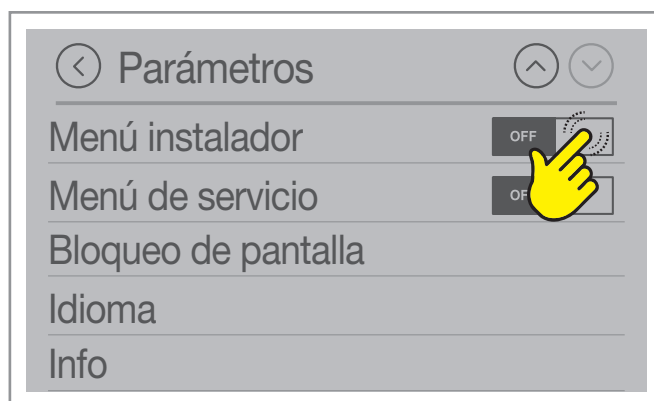 Parámetros
Menú instalador OFF
Menú de servicio
Bloqueo de pantalla
Idioma
Info